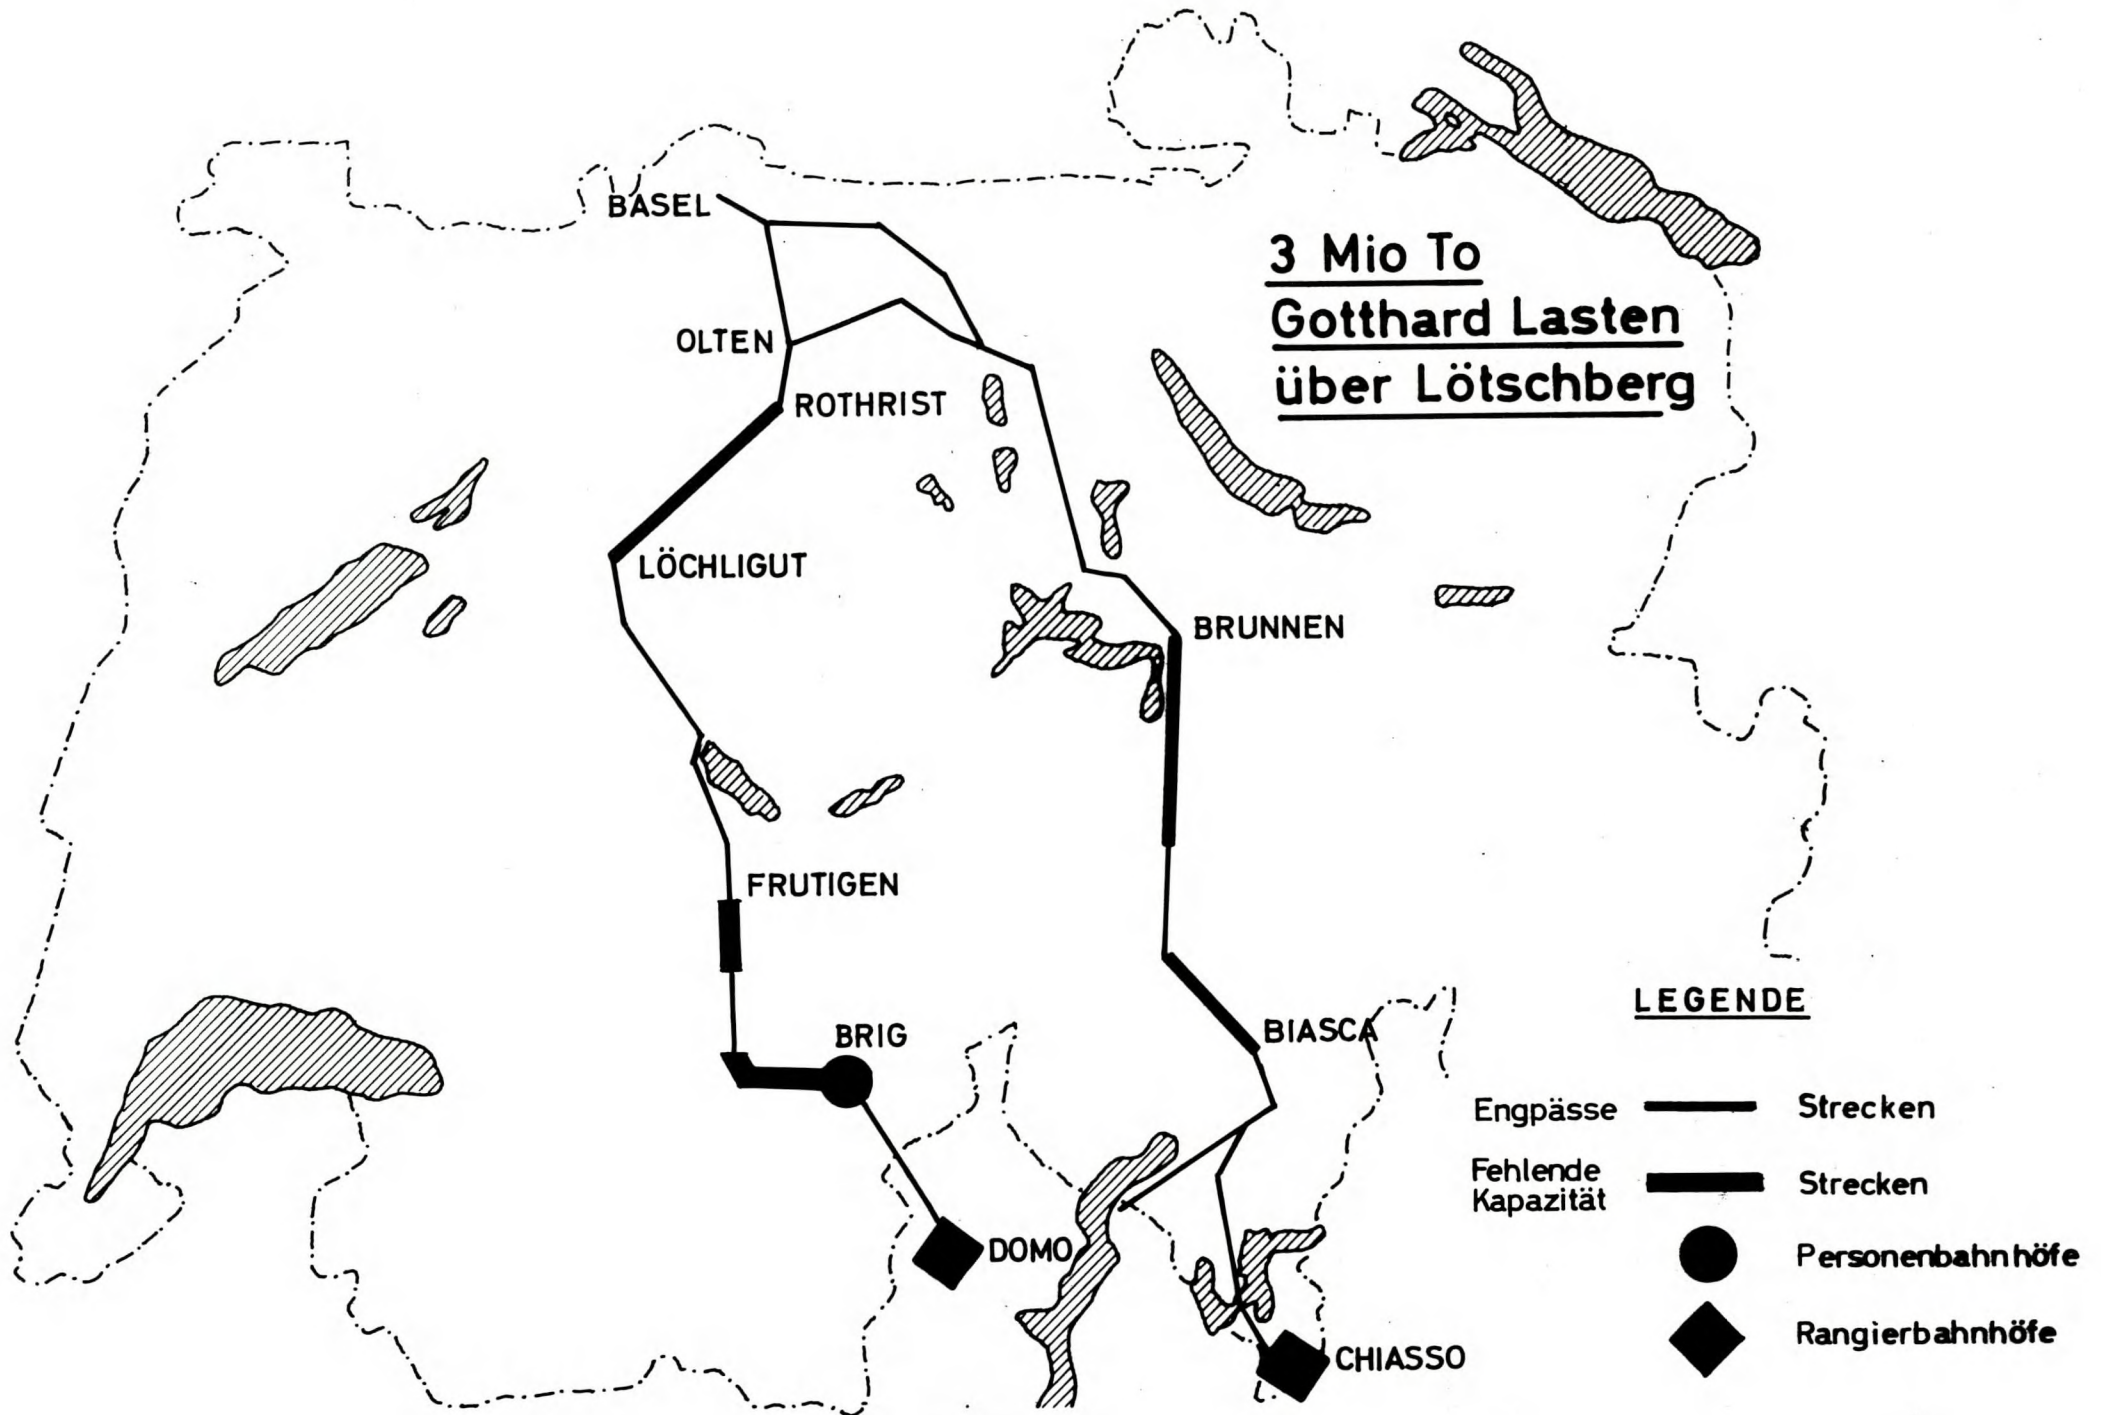 BASEL
3 Mio To
Gotthard Lasten
über Lötschberg
OLTEN
ROTHRIST
LÖCHLIGUT
BRUNNEN
FRUTIGEN
BRIG
BIASCA
DOMO
CHIASSO
LEGENDE
Engpässe Strecken
Fehlende
Kapazität Strecken
Personenbahnhöfe
Rangierbahnhöfe